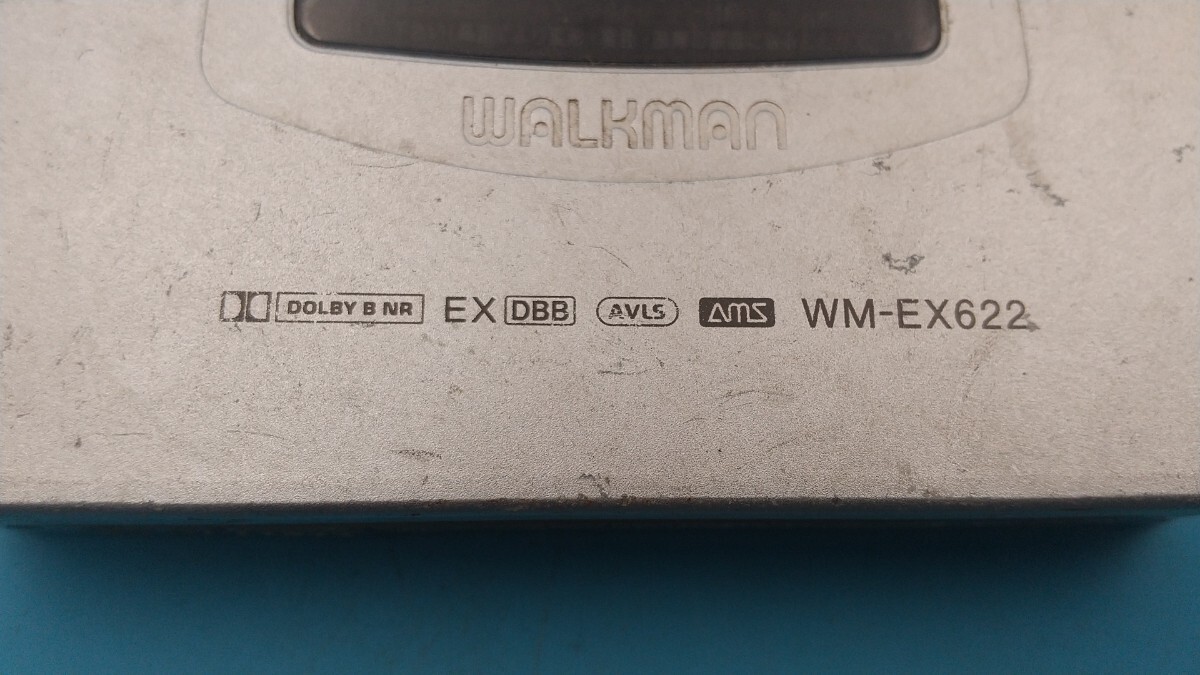 WALKMAN
DOLBY B NR EX DBB AVLS AMS WM-EX622